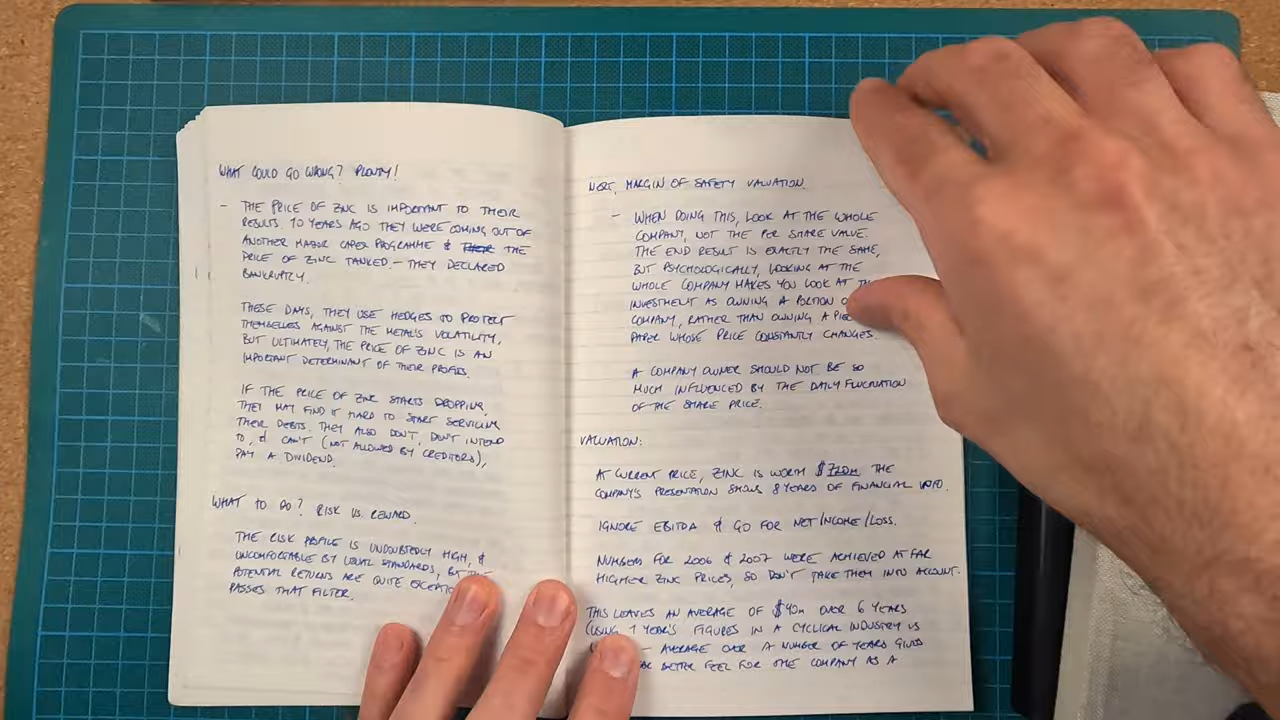 WHAT COULD GO WRONG? PLENTY!
- THE PRICE OF ZINC IS IMPORTANT TO THEIR
RESULTS. 10 YEARS AGO THEY WERE COMING OUT OF
ANOTHER MAJOR CAPEX PROGRAMME & THEIR THE
PRICE OF ZINC TANKED. - THEY DECLARED
BANKRUPTCY.
THESE DAYS, THEY USE HEDGES TO PROTECT
THEMSELVES AGAINST THE METAL'S VOLATILITY,
BUT ULTIMATELY, THE PRICE OF ZINC IS AN
IMPORTANT DETERMINANT OF THEIR PROFITS.
IF THE PRICE OF ZINC STARTS DROPPING,
THEY MAY FIND IT HARD TO START SERVICING
THEIR DEBTS. THEY ALSO DON'T, DON'T INTEND
TO, & CAN'T (NOT ALLOWED BY CREDITORS),
PAY A DIVIDEND.
WHAT TO DO? RISK VS. REWARD.
THE RISK PROFILE IS UNDOUBTEDLY HIGH, &
UNCOMFORTABLE BY USUAL STANDARDS,
POTENTIAL RETURNS ARE QUITE
PASSES THAT FILTER.
NEXT, MARGIN OF SAFETY VALUATION.
- WHEN DOING THIS, LOOK AT THE WHOLE
COMPANY, NOT THE PER SHARE VALUE.
THE END RESULT IS EXACTLY THE SAME,
BUT PSYCHOLOGICALLY, LOOKING AT THE
WHOLE COMPANY MAKES YOU LOOK AT
INVESTMENT AS OWNING A PORTION
COMPANY, RATHER THAN OWNING A
PAPER WHOSE PRICE CONSTANTLY CHANGES.
A COMPANY OWNER SHOULD NOT BE SO
MUCH INFLUENCED BY THE DAILY FLUCUATION
OF THE SHARE PRICE.
VALUATION:
AT CURRENT PRICE, ZINC IS WORTH $720M THE
COMPANY'S PRESENTATION SHOWS 8 YEARS OF FINANCIAL INFO.
IGNORE EBITDA & GO FOR NET/INCOME/LOSS.
NUMBERS FOR 2006 & 2007 WERE ACHIEVED AT FAR
HIGHER ZINC PRICES, SO DON'T TAKE THEM INTO ACCOUNT.
THIS LEAVES AN AVERAGE OF $40M OVER 6 YEARS
(USING 1 YEAR'S FIGURES IN A CYCLICAL INDUSTRY IS
- AVERAGE OVER A NUMBER OF YEARS GIVES
BETTER FEEL FOR THE COMPANY AS A